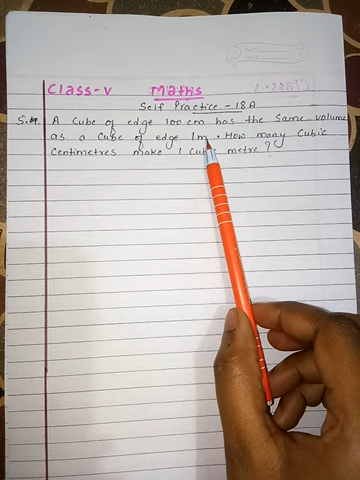 Class-V Maths
Self Practice - 18A
S.4. A cube of edge 100 cm has the same volume
as a cube of edge 1m. How many cubic
centimetres make 1 cubic metre?